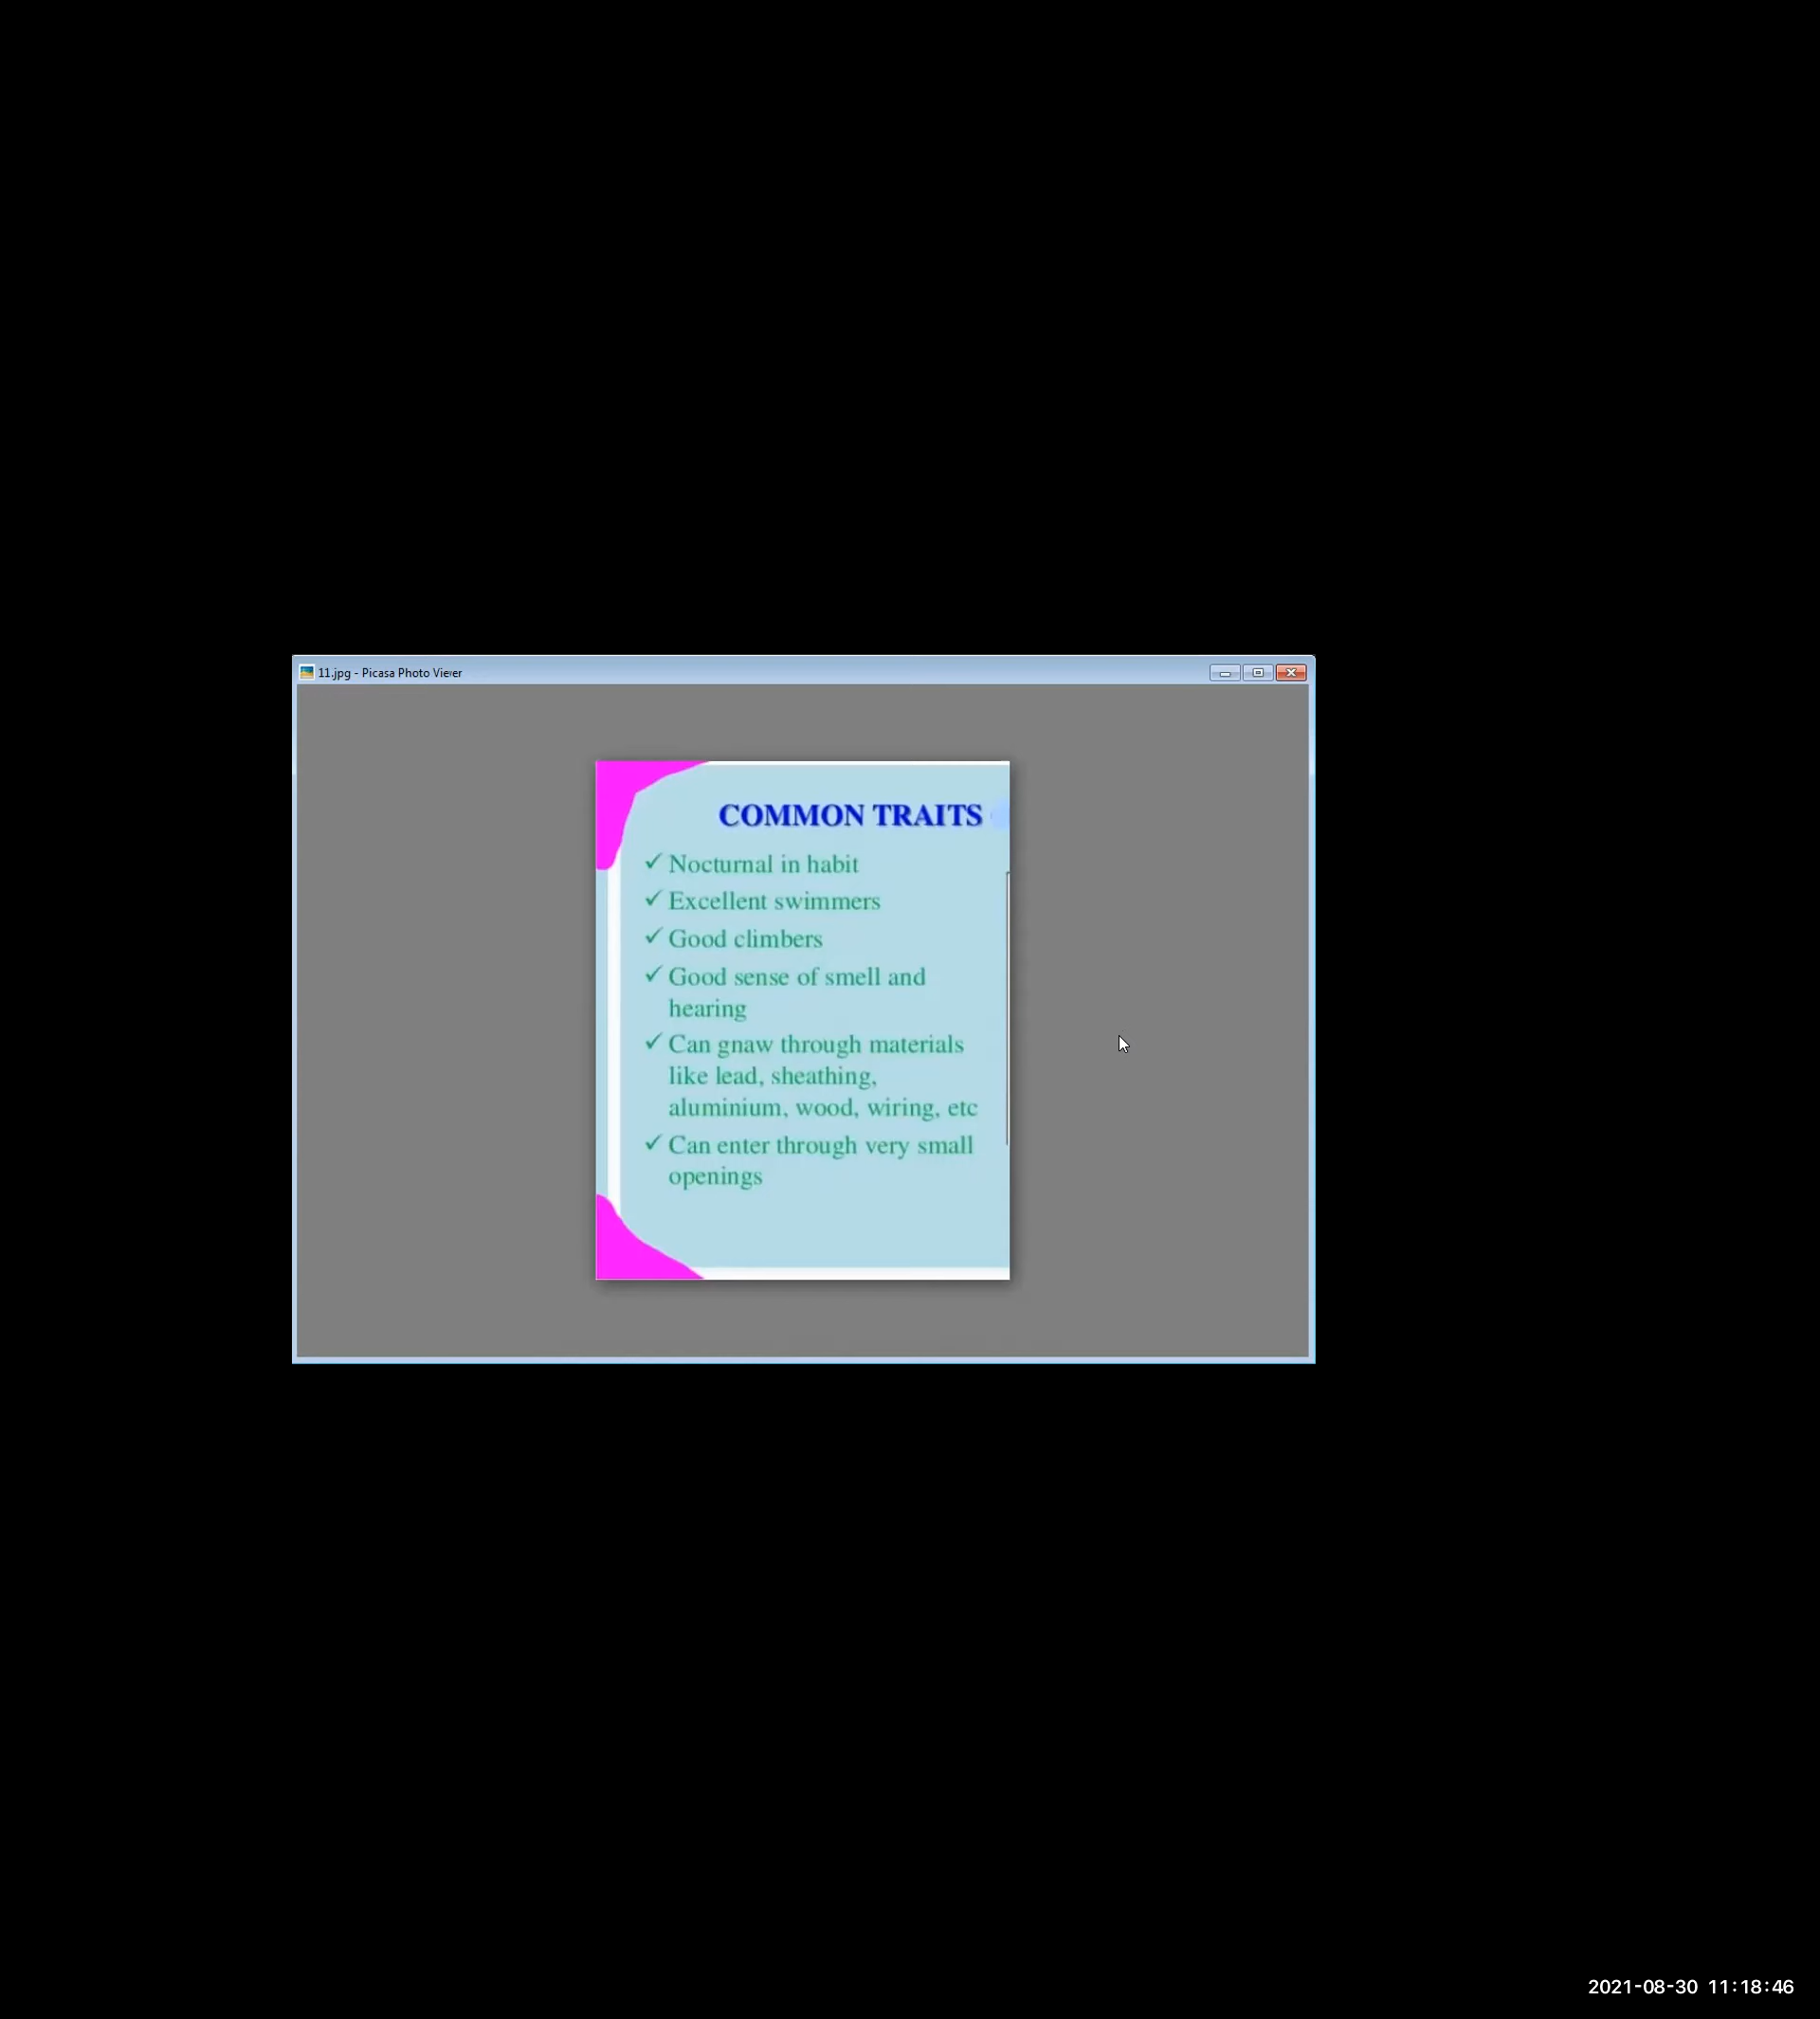 11.jpg - Picasa Photo Viewer
COMMON TRAITS
✓ Nocturnal in habit
✓ Excellent swimmers
✓ Good climbers
✓ Good sense of smell and
hearing
✓ Can gnaw through materials
like lead, sheathing,
aluminium, wood, wiring, etc
✓ Can enter through very small
openings
2021-08-30 11:18:46